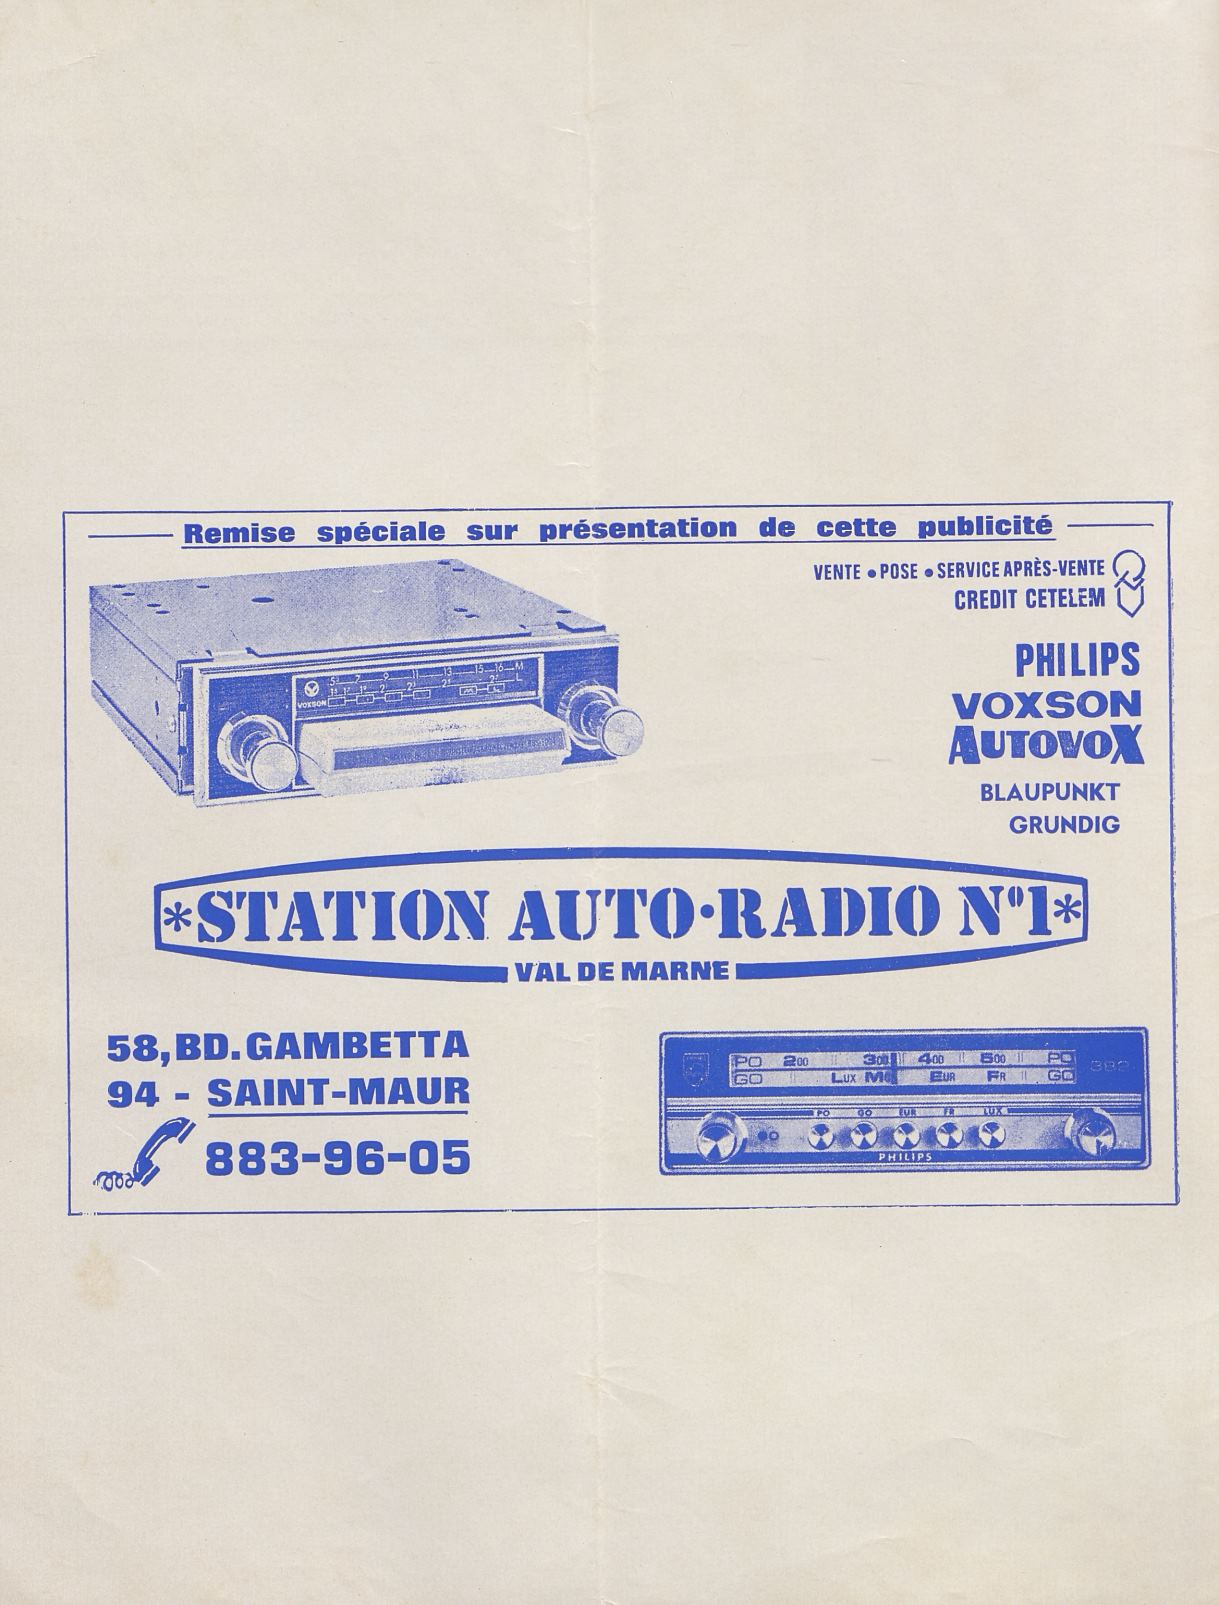 Remise spéciale sur présentation de cette publicité
VENTE • POSE • SERVICE APRÈS-VENTE
CREDIT CETELEM
PHILIPS
VOXSON
AUTOVOX
BLAUPUNKT
GRUNDIG
VOXSON
*STATION AUTO·RADIO Nº1*
VAL DE MARNE
58, BD. GAMBETTA
94 - SAINT-MAUR
883-96-05
PO 200 300 400 500 PO
GO LUX EUR FR GO
PO GO EUR FR LUX
PHILIPS